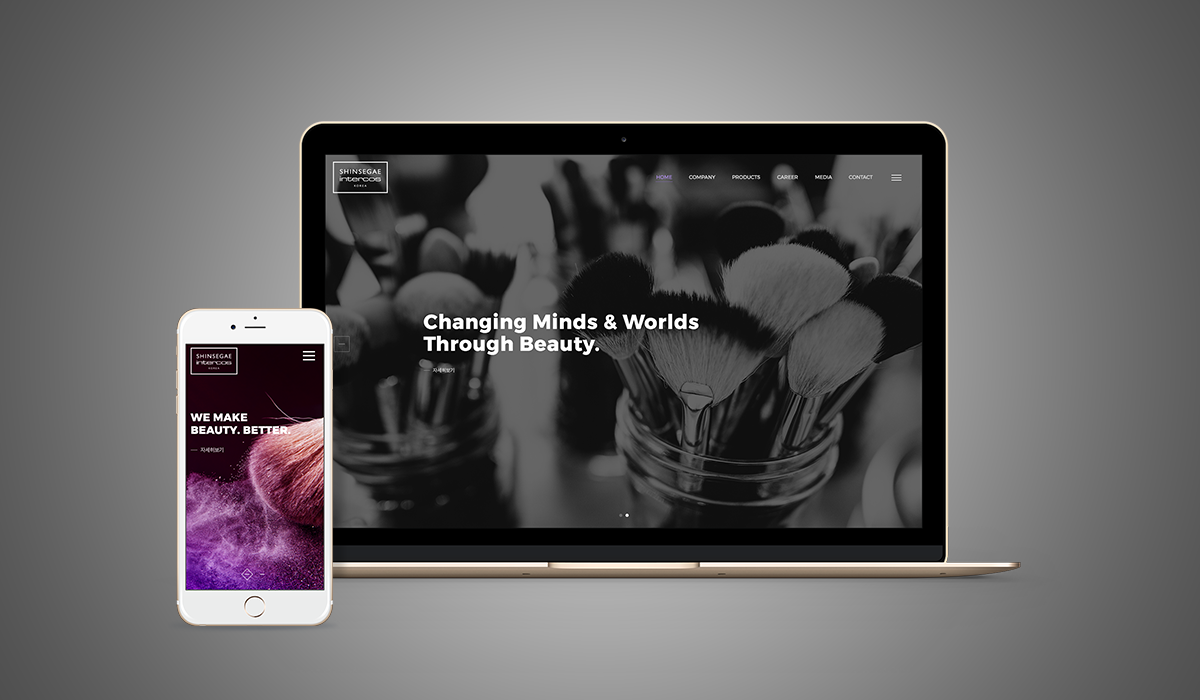 SHINSEGAE
intercos
KOREA
HOME COMPANY PRODUCTS CAREER MEDIA CONTACT
Changing Minds & Worlds
Through Beauty.
자세히보기
SHINSEGAE
intercos
KOREA
WE MAKE
BEAUTY. BETTER.
자세히보기